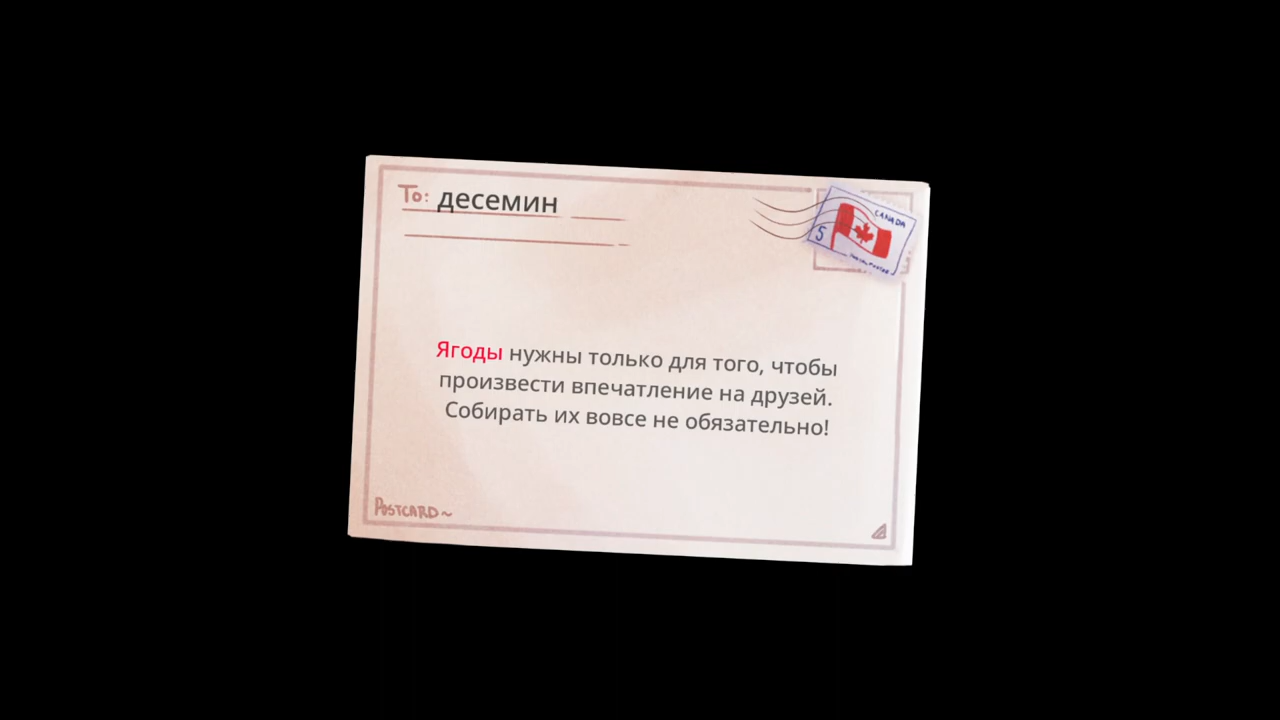 To: десемин
CANADA
5
Ягоды нужны только для того, чтобы
произвести впечатление на друзей.
Собирать их вовсе не обязательно!
POSTCARD~